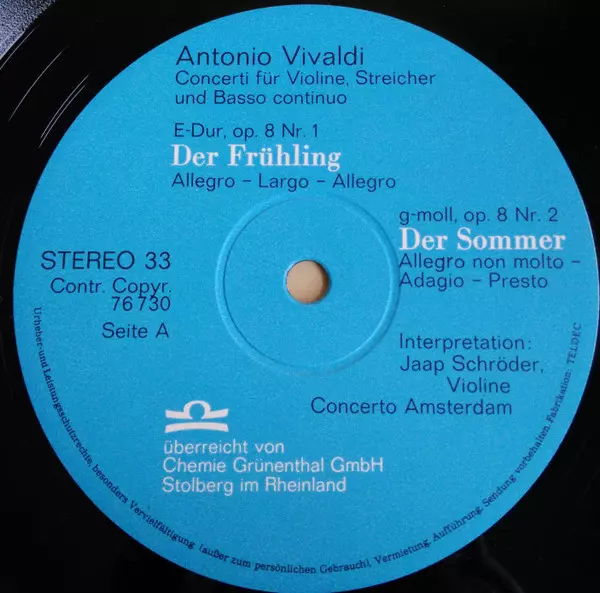 Antonio Vivaldi
Concerti für Violine, Streicher
und Basso continuo
E-Dur, op. 8 Nr. 1
Der Frühling
Allegro – Largo – Allegro
g-moll, op. 8 Nr. 2
Der Sommer
Allegro non molto –
Adagio – Presto
STEREO 33
Contr. Copyr.
76 730
Seite A
Interpretation:
Jaap Schröder,
Violine
Concerto Amsterdam
überreicht von
Chemie Grünenthal GmbH
Stolberg im Rheinland
Urheber- und Leistungsschutzrechte, besonders Vervielfältigung (außer zum persönlichen Gebrauch), Vermietung, Aufführung, Sendung vorbehalten. Fabrikation: TELDEC